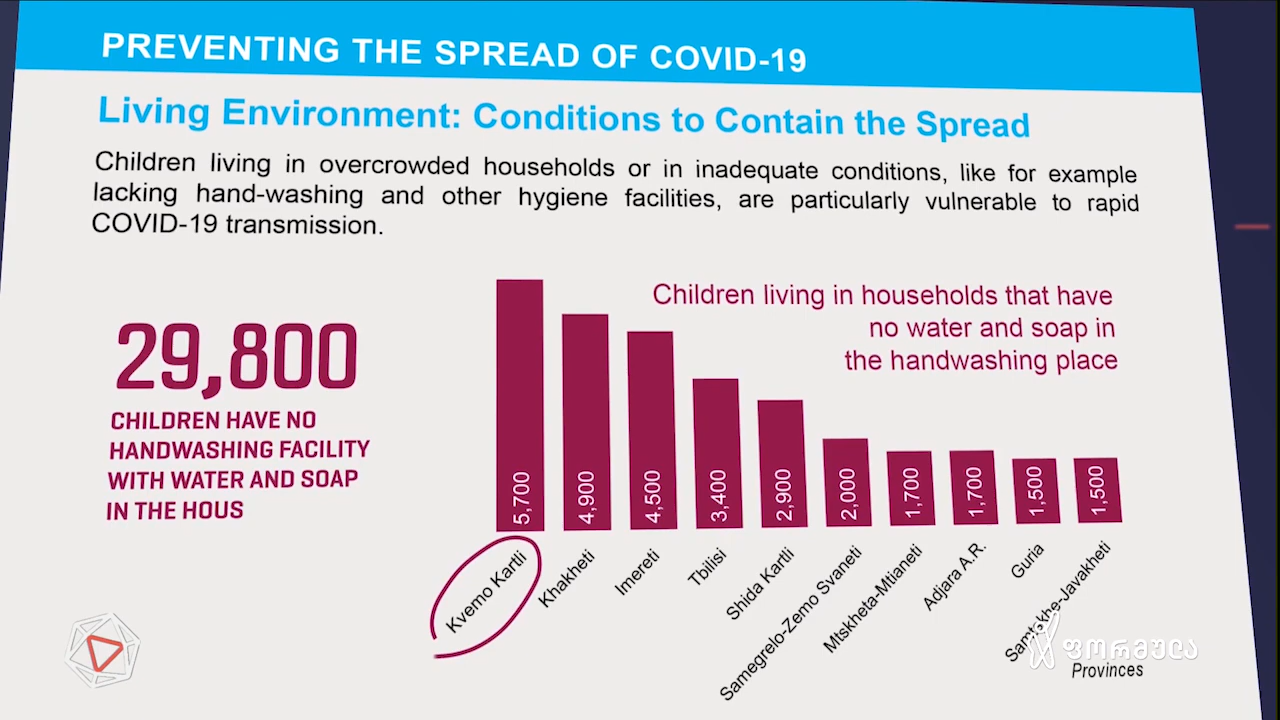 PREVENTING THE SPREAD OF COVID-19
Living Environment: Conditions to Contain the Spread
Children living in overcrowded households or in inadequate conditions, like for example
lacking hand-washing and other hygiene facilities, are particularly vulnerable to rapid
COVID-19 transmission.
29,800
CHILDREN HAVE NO
HANDWASHING FACILITY
WITH WATER AND SOAP
IN THE HOUS
Children living in households that have
no water and soap in
the handwashing place
5,700
4,900
4,500
3,400
2,900
2,000
1,700
1,700
1,500
1,500
Kvemo Kartli
Khakheti
Imereti
Tbilisi
Shida Kartli
Samegrelo-Zemo Svaneti
Mtskheta-Mtianeti
Adjara A.R.
Guria
Samtskhe-Javakheti
Provinces
ფორმულა